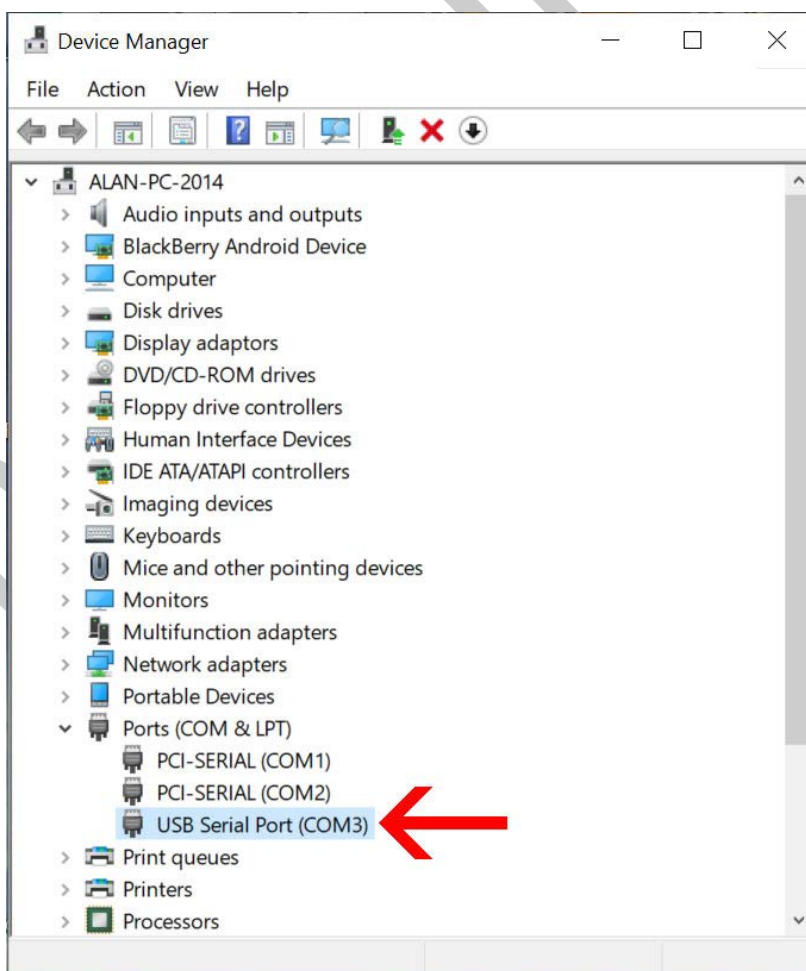 Device Manager
File Action View Help
ALAN-PC-2014
Audio inputs and outputs
BlackBerry Android Device
Computer
Disk drives
Display adaptors
DVD/CD-ROM drives
Floppy drive controllers
Human Interface Devices
IDE ATA/ATAPI controllers
Imaging devices
Keyboards
Mice and other pointing devices
Monitors
Multifunction adapters
Network adapters
Portable Devices
Ports (COM & LPT)
PCI-SERIAL (COM1)
PCI-SERIAL (COM2)
USB Serial Port (COM3)
Print queues
Printers
Processors